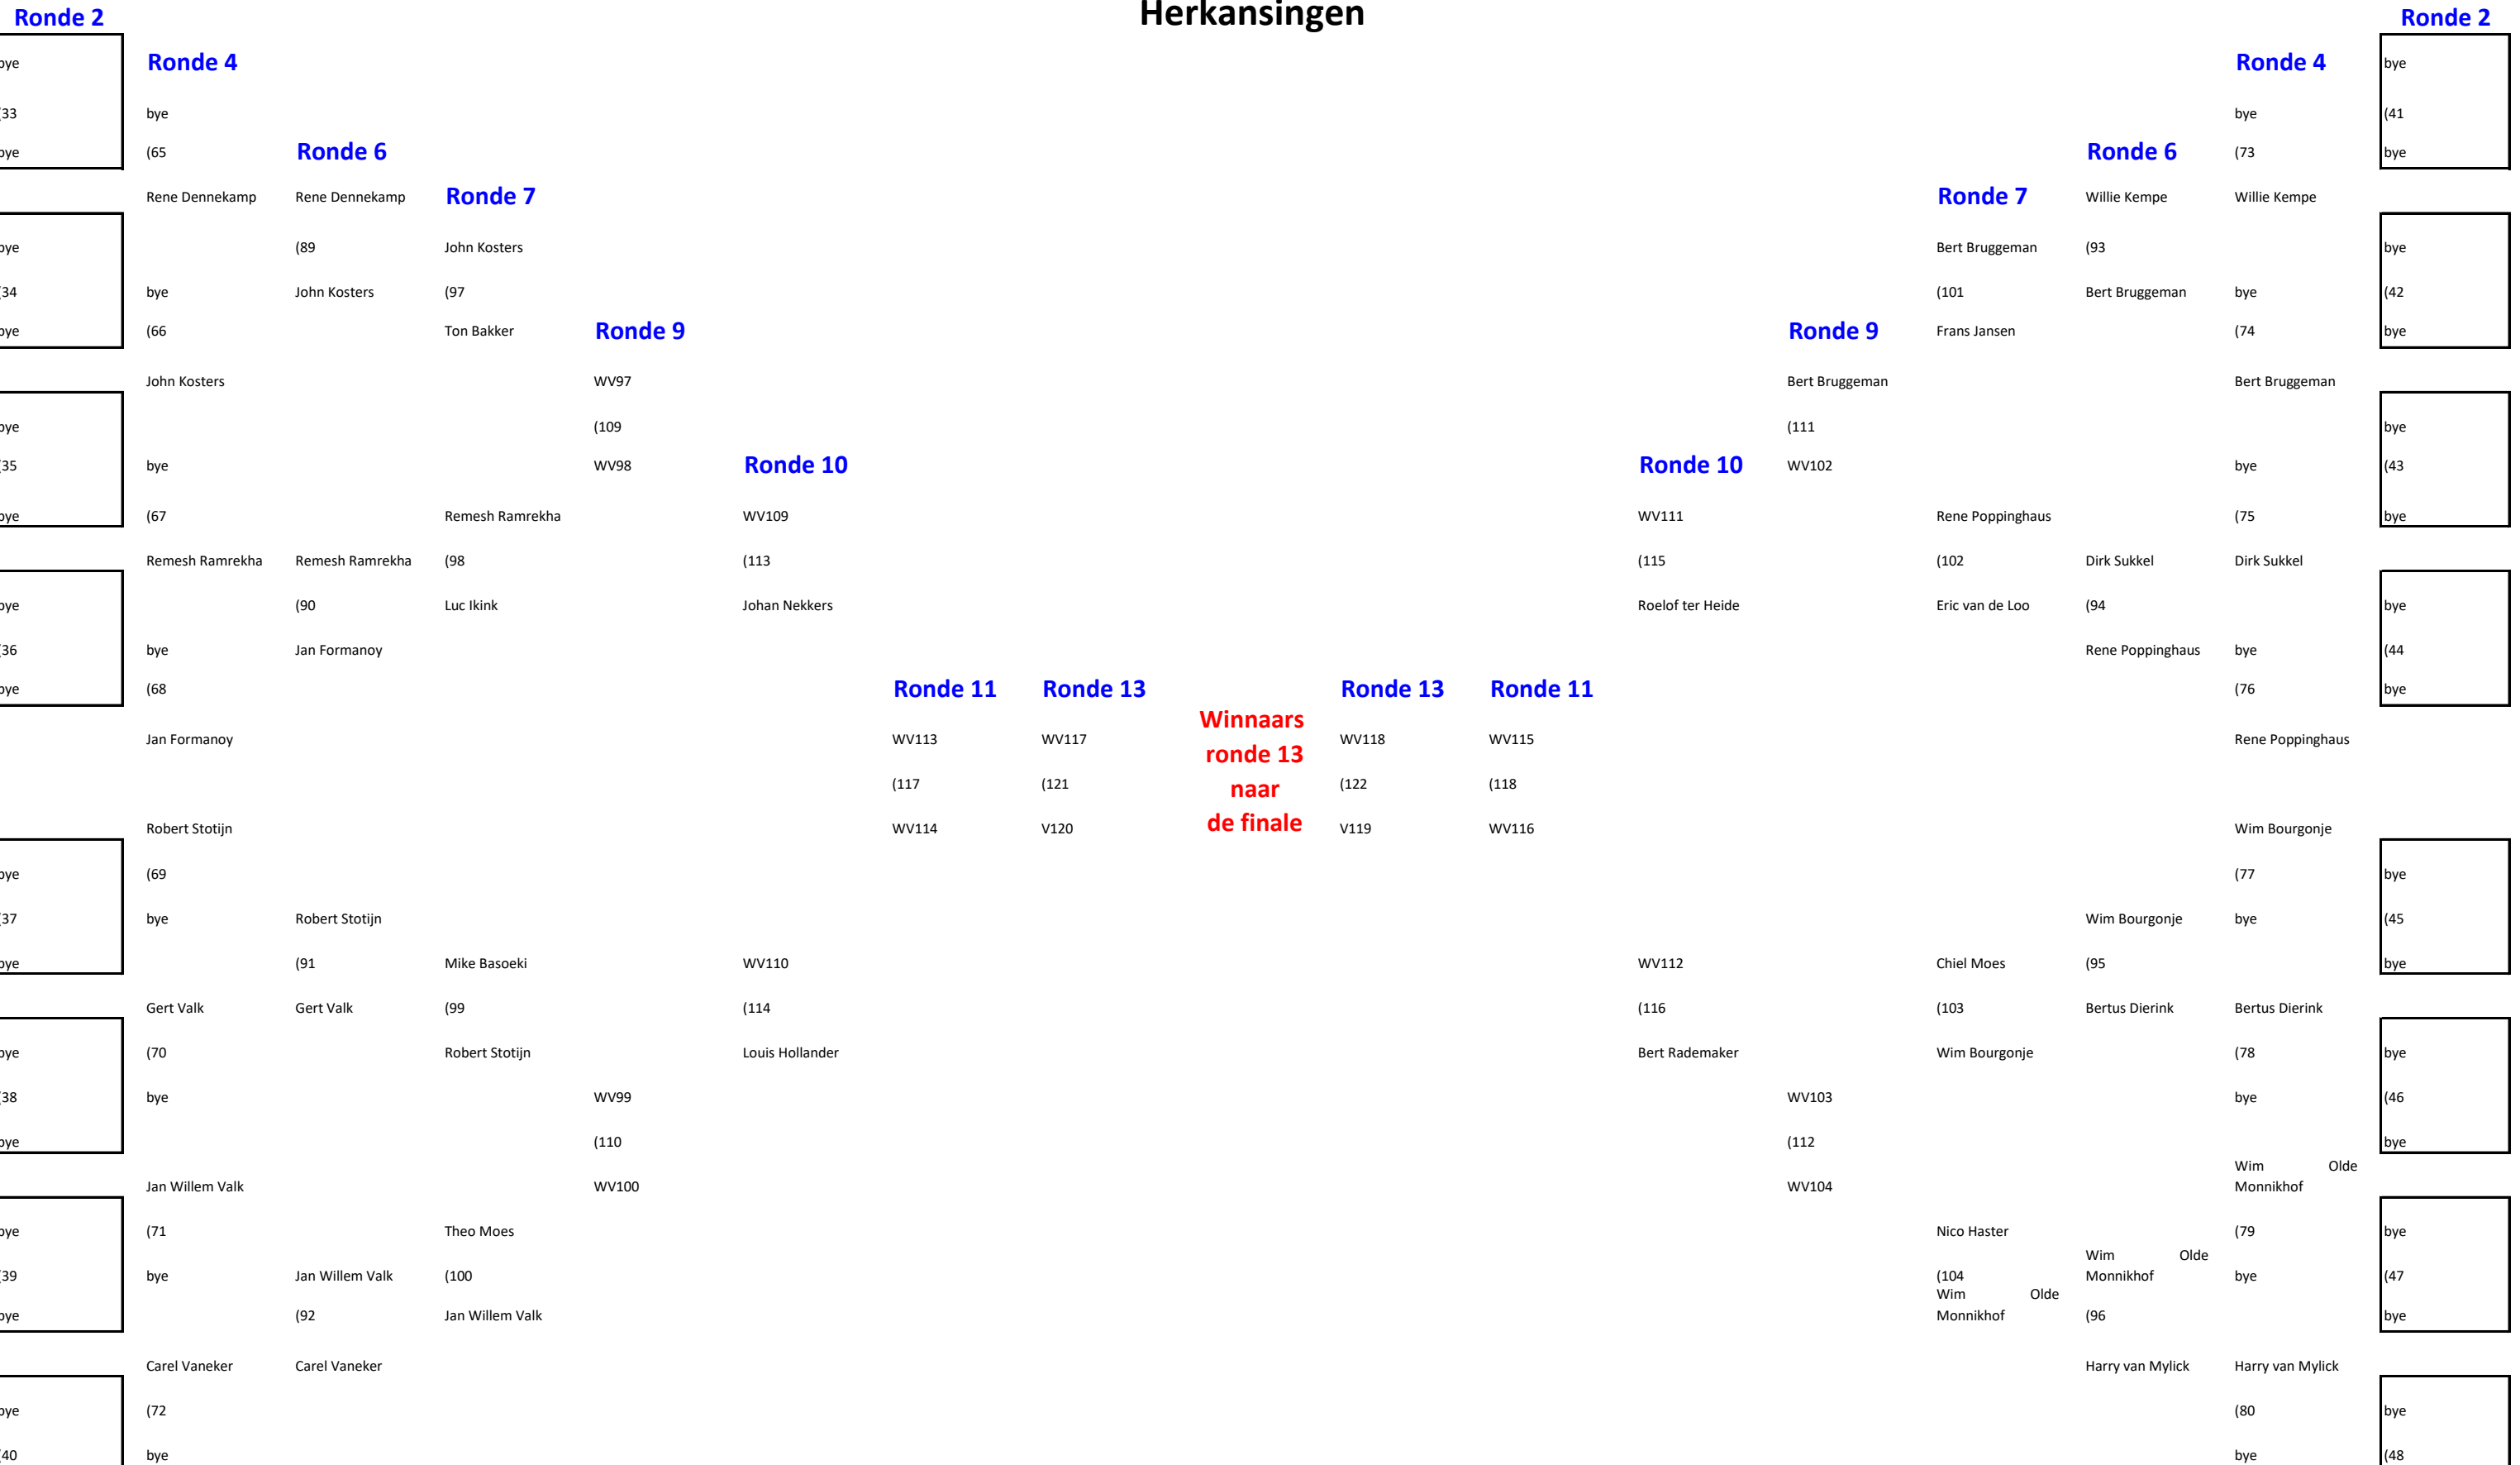 Herkansingen
Ronde 2 Ronde 2
bye Ronde 4 Ronde 4 bye
(33 bye bye (41
bye (65 Ronde 6 Ronde 6 (73 bye
Rene Dennekamp Rene Dennekamp Ronde 7 Ronde 7 Willie Kempe Willie Kempe
bye (89 John Kosters Bert Bruggeman (93 bye
(34 bye John Kosters (97 (101 Bert Bruggeman bye (42
bye (66 Ton Bakker Ronde 9 Ronde 9 Frans Jansen (74 bye
John Kosters WV97 Bert Bruggeman Bert Bruggeman
bye (109 (111 bye
(35 bye WV98 Ronde 10 Ronde 10 WV102 bye (43
bye (67 Remesh Ramrekha WV109 WV111 Rene Poppinghaus (75 bye
Remesh Ramrekha Remesh Ramrekha (98 (113 (115 (102 Dirk Sukkel Dirk Sukkel
bye (90 Luc Ikink Johan Nekkers Roelof ter Heide Eric van de Loo (94 bye
(36 bye Jan Formanoy Rene Poppinghaus bye (44
bye (68 Ronde 11 Ronde 13 Ronde 13 Ronde 11 (76 bye
Winnaars
Jan Formanoy WV113 WV117 ronde 13 WV118 WV115 Rene Poppinghaus
(117 (121 naar (122 (118
Robert Stotijn WV114 V120 de finale V119 WV116 Wim Bourgonje
bye (69 (77 bye
(37 bye Robert Stotijn Wim Bourgonje bye (45
bye (91 Mike Basoeki WV110 WV112 Chiel Moes (95 bye
Gert Valk Gert Valk (99 (114 (116 (103 Bertus Dierink Bertus Dierink
bye (70 Robert Stotijn Louis Hollander Bert Rademaker Wim Bourgonje (78 bye
(38 bye WV99 WV103 bye (46
bye (110 (112 bye
Wim Olde
Jan Willem Valk WV100 WV104 Monnikhof
bye (71 Theo Moes Nico Haster (79 bye
Wim Olde
(39 bye Jan Willem Valk (100 (104 Monnikhof bye (47
Wim Olde
bye (92 Jan Willem Valk Monnikhof (96 bye
Carel Vaneker Carel Vaneker Harry van Mylick Harry van Mylick
bye (72 (80 bye
(40 bye bye (48